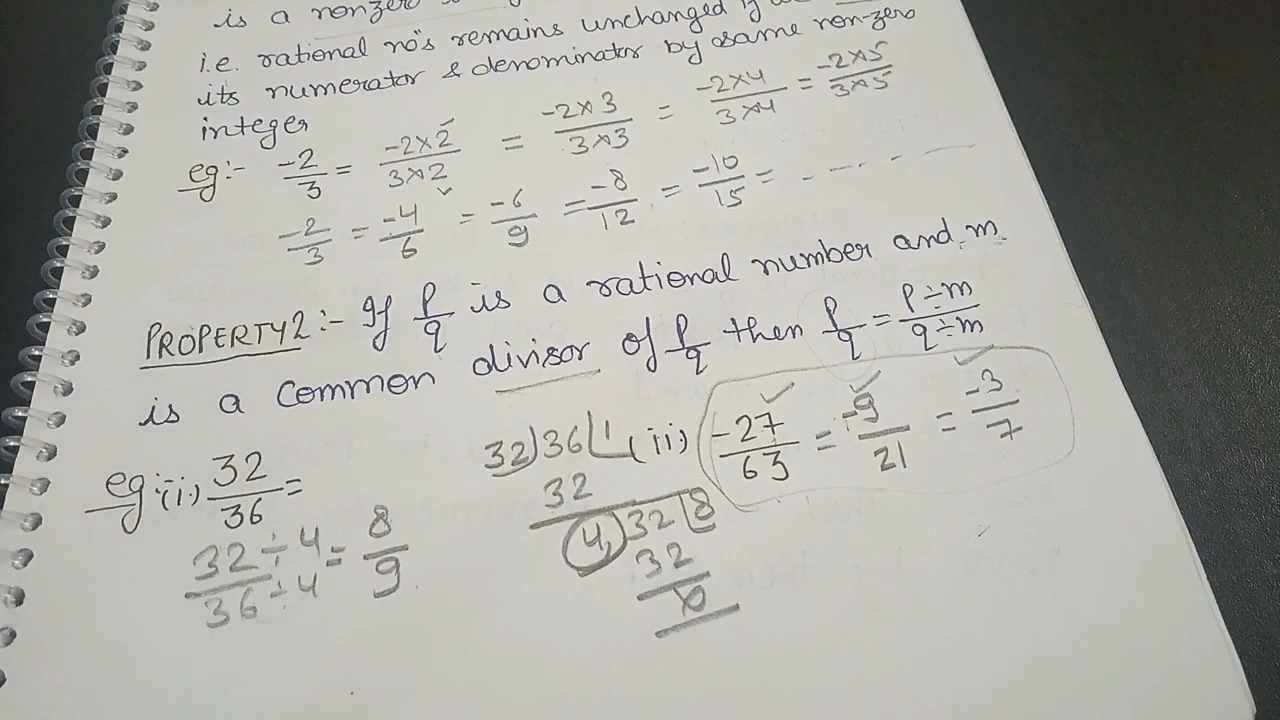 is a nonzero
i.e. rational no's remains unchanged if
its numerator & denominator by same non-zero
integer
eg:- -2/3 = -2×2/3×2 = -2×3/3×3 = -2×4/3×4 = -2×5/3×5
-2/3 = -4/6 = -6/9 = -8/12 = -10/15 = - - - - -
PROPERTY 2:- If p/q is a rational number and m
is a common divisor of p/q then p/q = p÷m/q÷m
eg:-(i) 32/36 =
32÷4/36÷4 = 8/9
32)36(1
32
4)32(8
32
0
(ii) -27/63 = -9/21 = -3/7